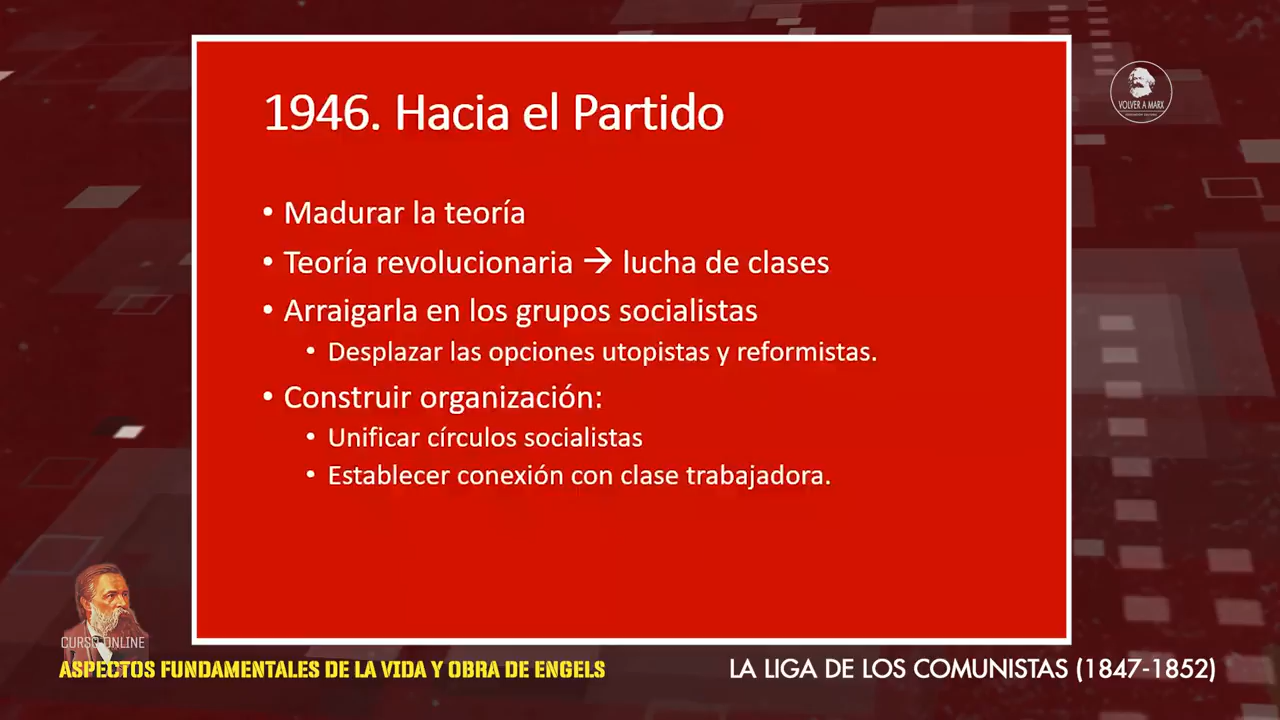 1946. Hacia el Partido
• Madurar la teoría
• Teoría revolucionaria → lucha de clases
• Arraigarla en los grupos socialistas
• Desplazar las opciones utopistas y reformistas.
• Construir organización:
• Unificar círculos socialistas
• Establecer conexión con clase trabajadora.
VOLVER A MARX
CURSO ONLINE
ASPECTOS FUNDAMENTALES DE LA VIDA Y OBRA DE ENGELS
LA LIGA DE LOS COMUNISTAS (1847-1852)